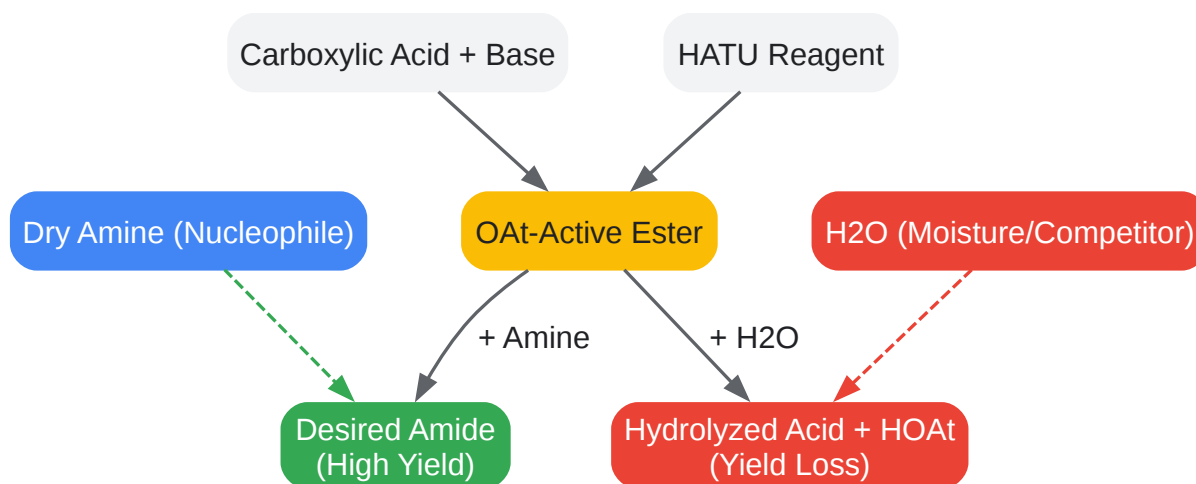 Carboxylic Acid + Base
HATU Reagent
Dry Amine (Nucleophile)
OAt-Active Ester
H2O (Moisture/Competitor)
+ Amine
+ H2O
Desired Amide
(High Yield)
Hydrolyzed Acid + HOAt
(Yield Loss)